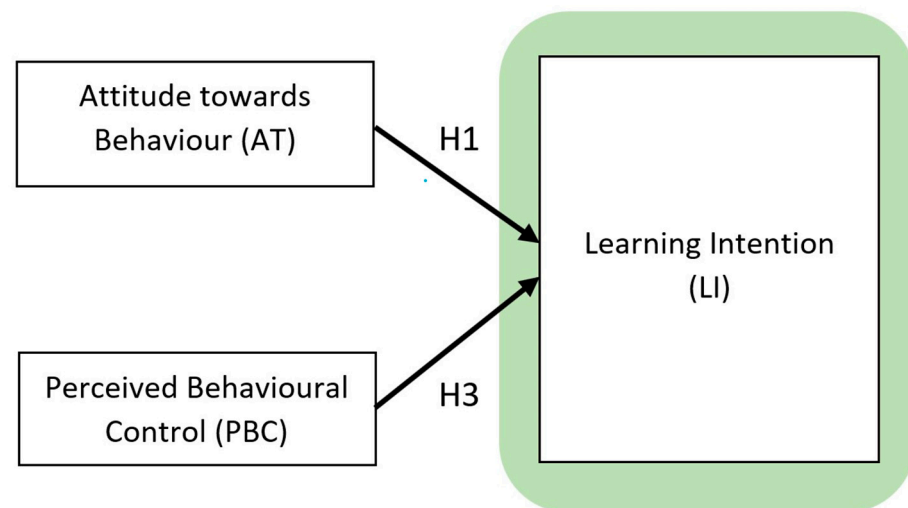 Attitude towards
Behaviour (AT)
H1
Learning Intention
(LI)
Perceived Behavioural
Control (PBC)
H3